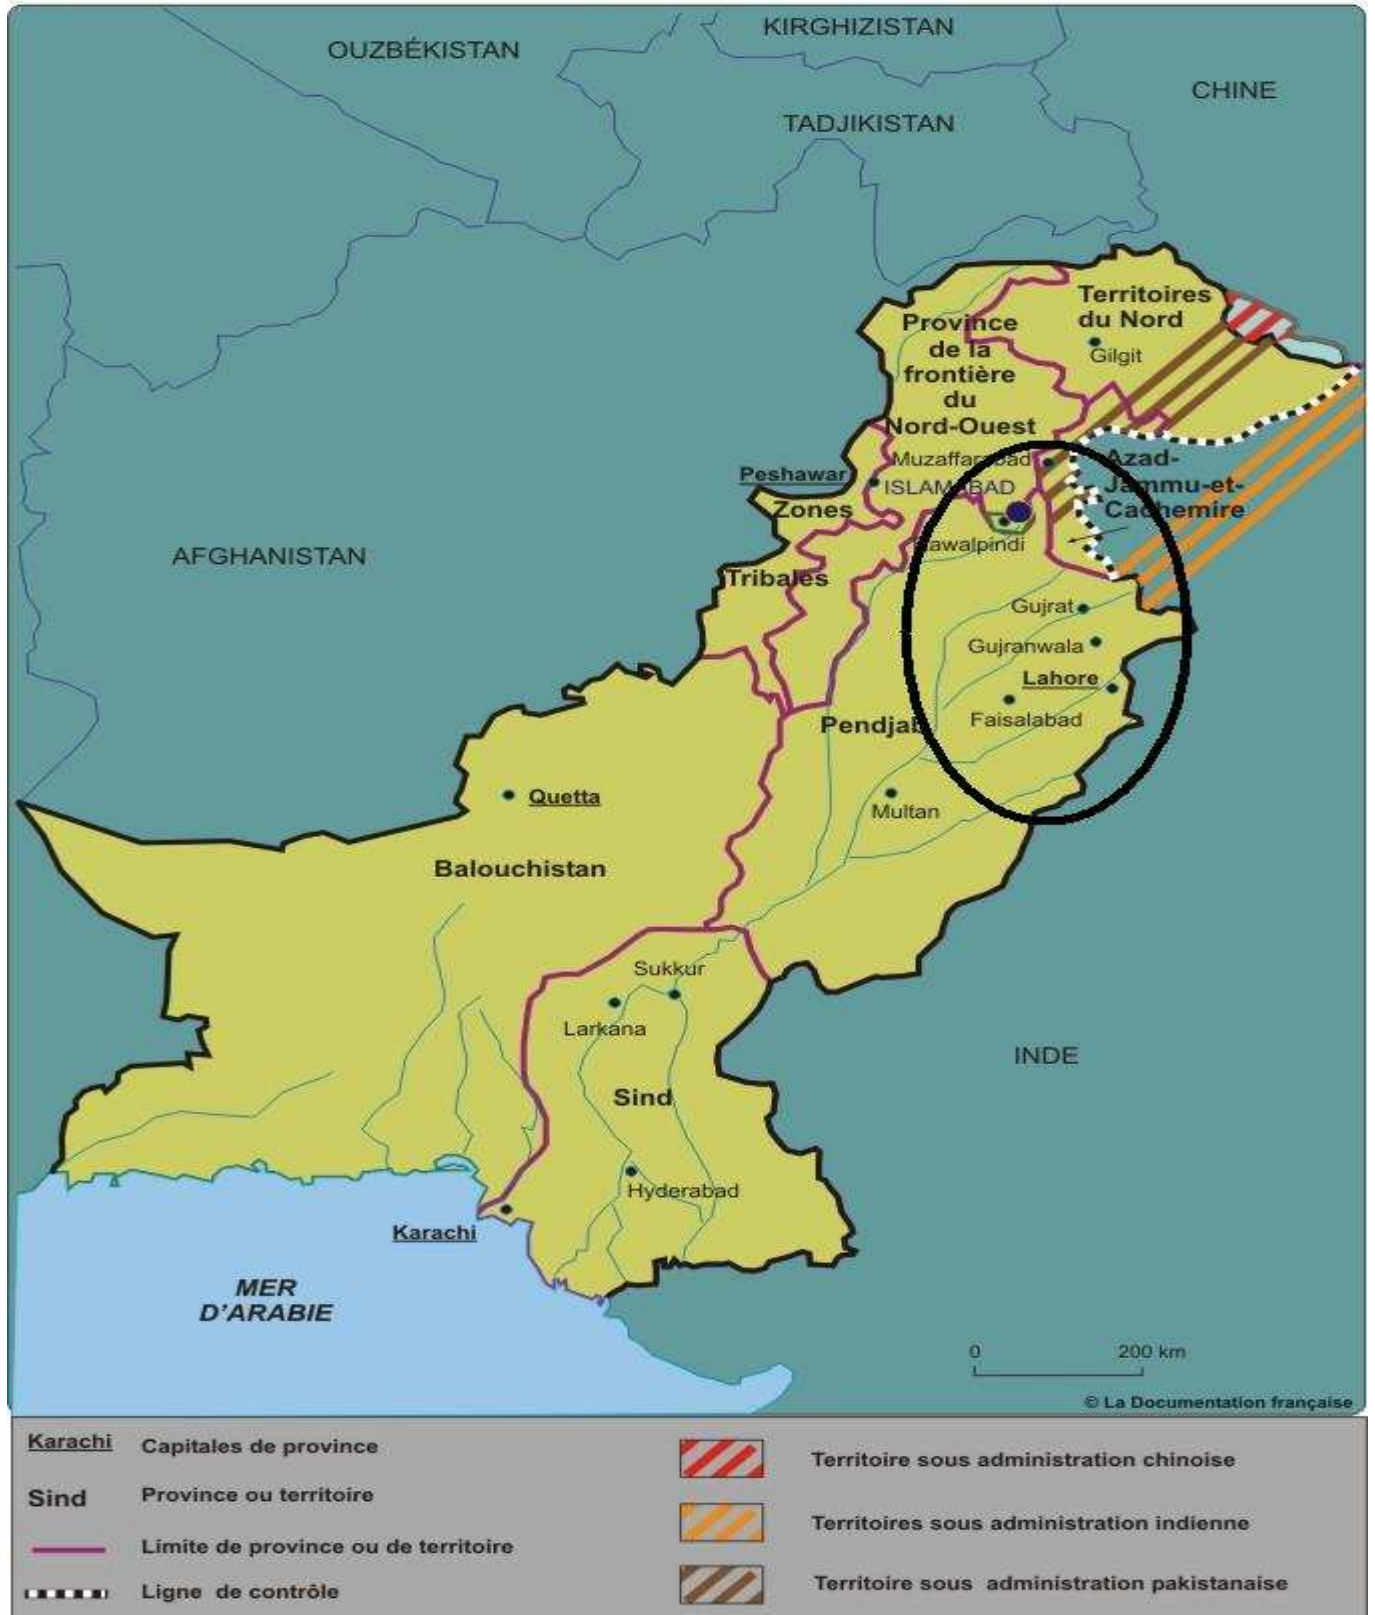 OUZBÉKISTAN
KIRGHIZISTAN
CHINE
TADJIKISTAN
Territoires
du Nord
Gilgit
Province
de la
frontière
du
Nord-Ouest
Muzaffarabad
Azad-
Jammu-et-
Cachemire
Peshawar
ISLAMABAD
Zones
Tribales
Rawalpindi
AFGHANISTAN
Gujrat
Gujranwala
Lahore
Faisalabad
Pendjab
Multan
Quetta
Balouchistan
Sukkur
Larkana
INDE
Sind
Hyderabad
Karachi
MER
D'ARABIE
0 200 km
© La Documentation française
Karachi Capitales de province
Sind Province ou territoire
Limite de province ou de territoire
Ligne de contrôle
Territoire sous administration chinoise
Territoires sous administration indienne
Territoire sous administration pakistanaise